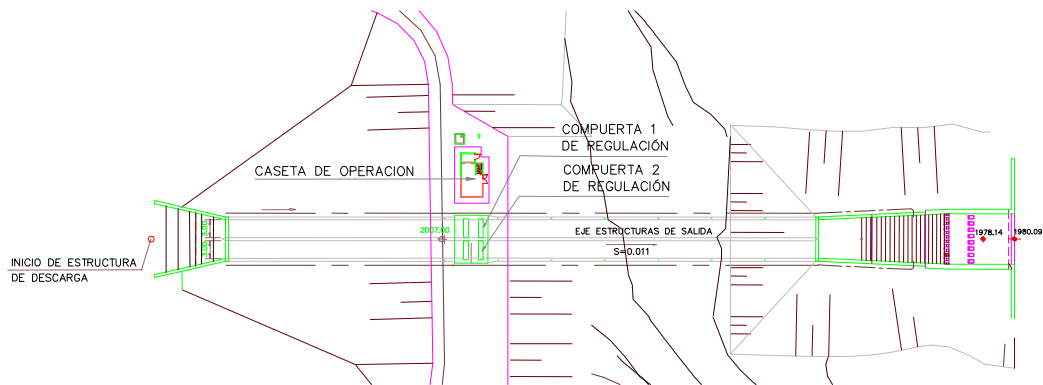 COMPUERTA 1
DE REGULACIÓN
CASETA DE OPERACION
COMPUERTA 2
DE REGULACIÓN
2007.00
EJE ESTRUCTURAS DE SALIDA
S=0.011
1978.14
1980.09
INICIO DE ESTRUCTURA
DE DESCARGA